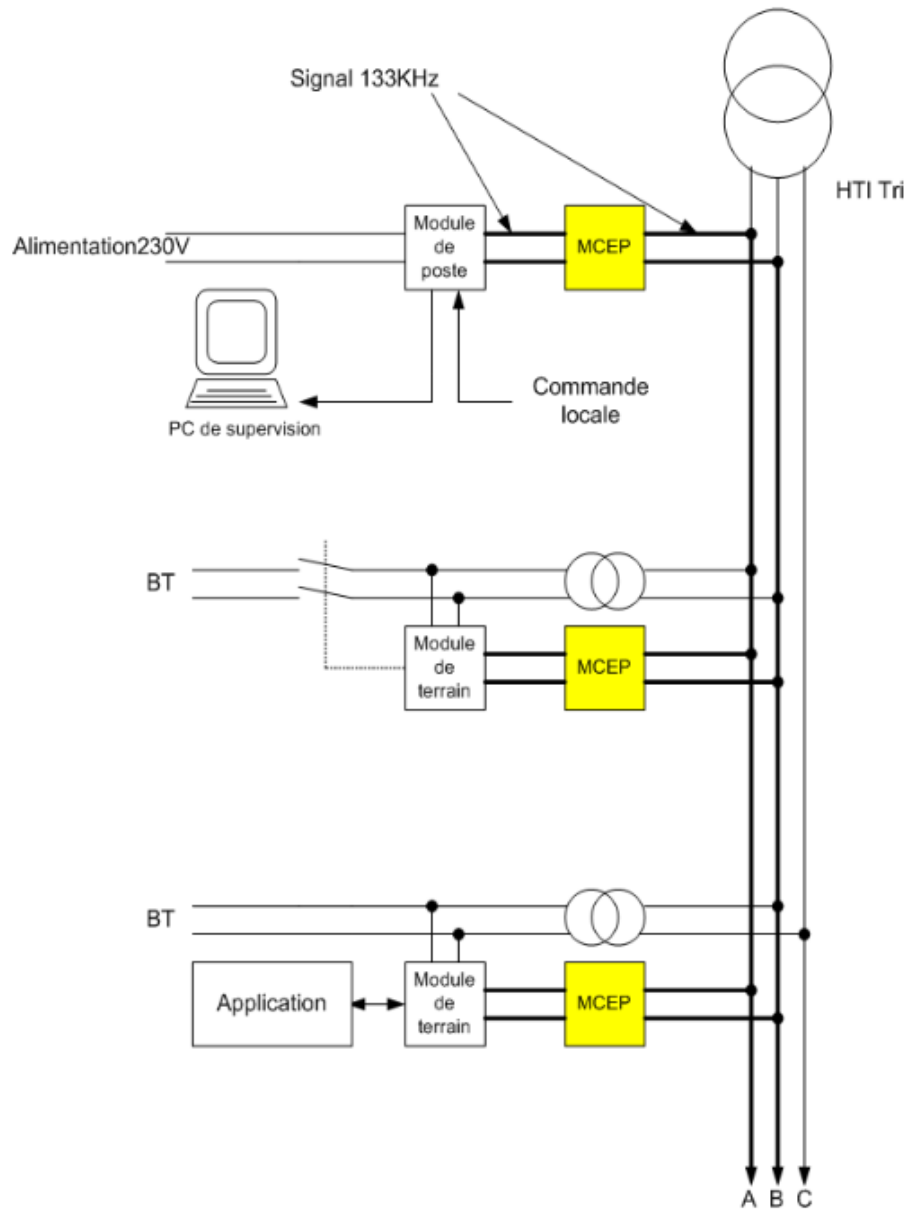 Signal 133KHz
HTI Tri
Alimentation230V
Module
de
poste
MCEP
Commande
locale
PC de supervision
BT
Module
de
terrain
MCEP
BT
Application
Module
de
terrain
MCEP
A B C